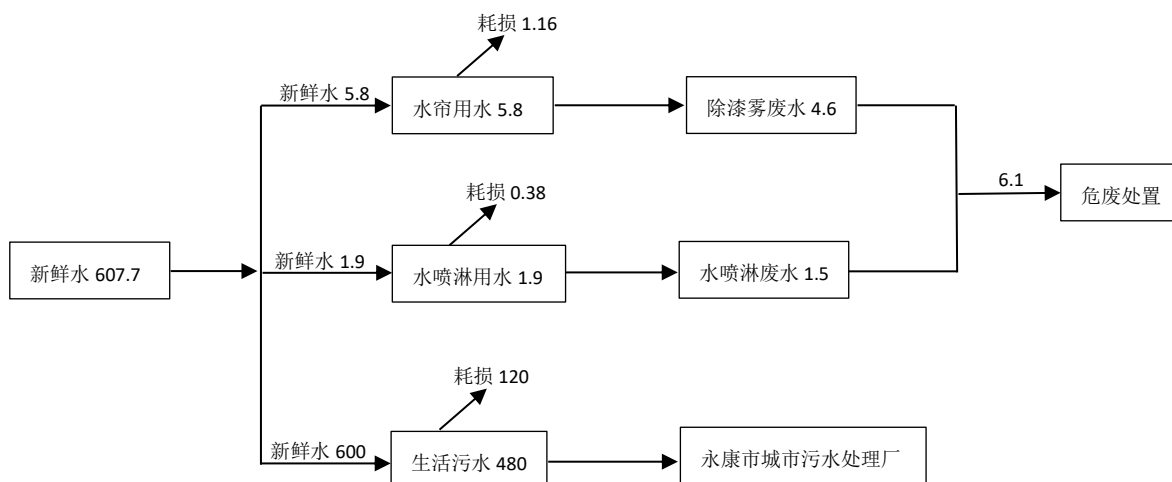 耗损 1.16
新鲜水 5.8
水帘用水 5.8
除漆雾废水 4.6
6.1
危废处置
耗损 0.38
新鲜水 607.7
新鲜水 1.9
水喷淋用水 1.9
水喷淋废水 1.5
耗损 120
新鲜水 600
生活污水 480
永康市城市污水处理厂